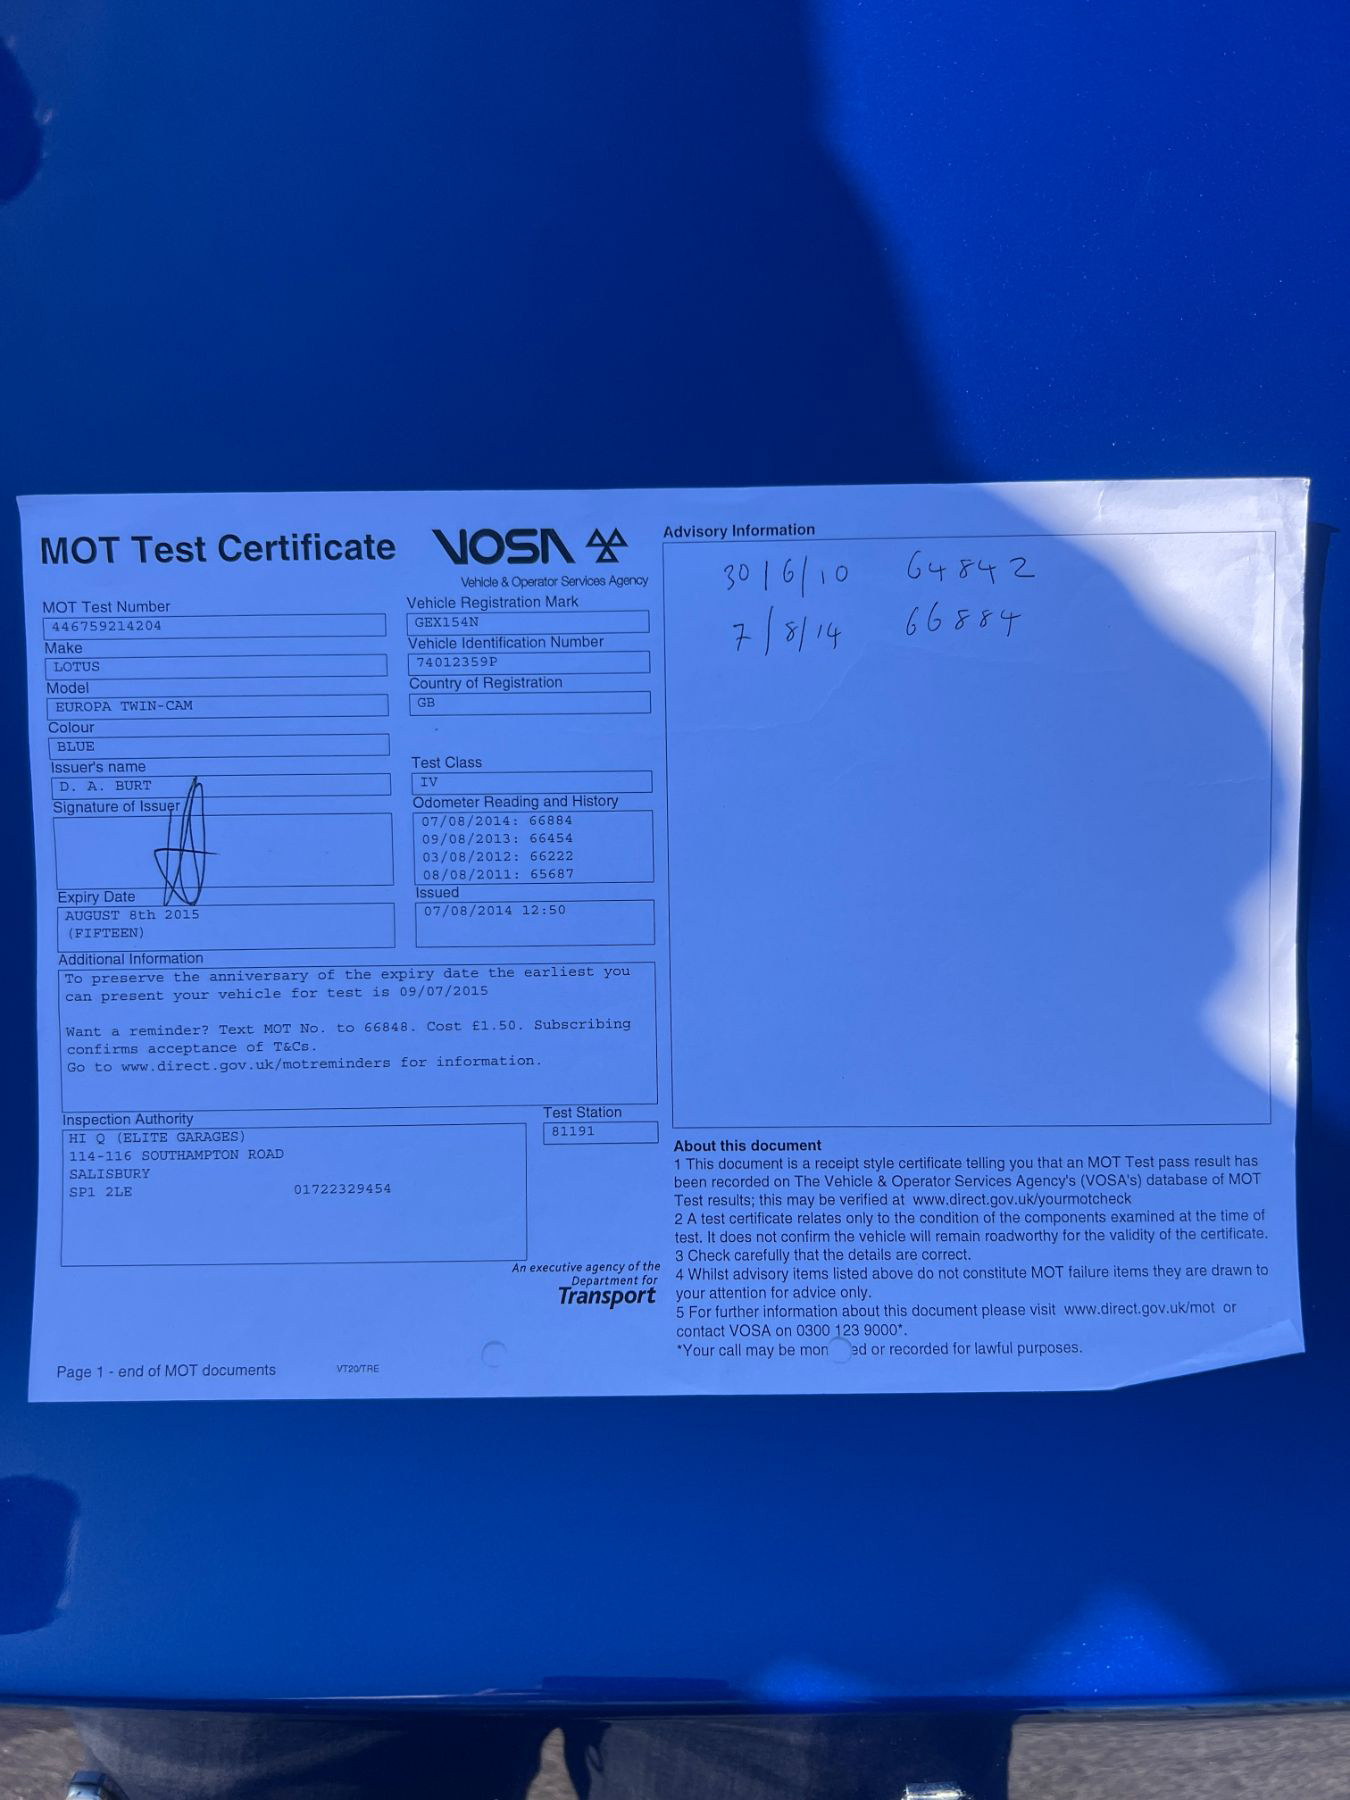 MOT Test Certificate
VOSA
Vehicle & Operator Services Agency
MOT Test Number
446759214204
Make
LOTUS
Model
EUROPA TWIN-CAM
Colour
BLUE
Issuer's name
D. A. BURT
Signature of Issuer
Expiry Date
AUGUST 8th 2015
(FIFTEEN)
Vehicle Registration Mark
GEX154N
Vehicle Identification Number
74012359P
Country of Registration
GB
Test Class
IV
Odometer Reading and History
07/08/2014: 66884
09/08/2013: 66454
03/08/2012: 66222
08/08/2011: 65687
Issued
07/08/2014 12:50
Additional Information
To preserve the anniversary of the expiry date the earliest you
can present your vehicle for test is 09/07/2015
Want a reminder? Text MOT No. to 66848. Cost £1.50. Subscribing
confirms acceptance of T&Cs.
Go to www.direct.gov.uk/motreminders for information.
Inspection Authority
HI Q (ELITE GARAGES)
114-116 SOUTHAMPTON ROAD
SALISBURY
SP1 2LE 01722329454
Test Station
81191
An executive agency of the
Department for
Transport
Page 1 - end of MOT documents
VT20/TRE
Advisory Information
30/6/10 64842
7/8/14 66884
About this document
1 This document is a receipt style certificate telling you that an MOT Test pass result has
been recorded on The Vehicle & Operator Services Agency's (VOSA's) database of MOT
Test results; this may be verified at www.direct.gov.uk/yourmotcheck
2 A test certificate relates only to the condition of the components examined at the time of
test. It does not confirm the vehicle will remain roadworthy for the validity of the certificate.
3 Check carefully that the details are correct.
4 Whilst advisory items listed above do not constitute MOT failure items they are drawn to
your attention for advice only.
5 For further information about this document please visit www.direct.gov.uk/mot or
contact VOSA on 0300 123 9000*.
*Your call may be mon ed or recorded for lawful purposes.